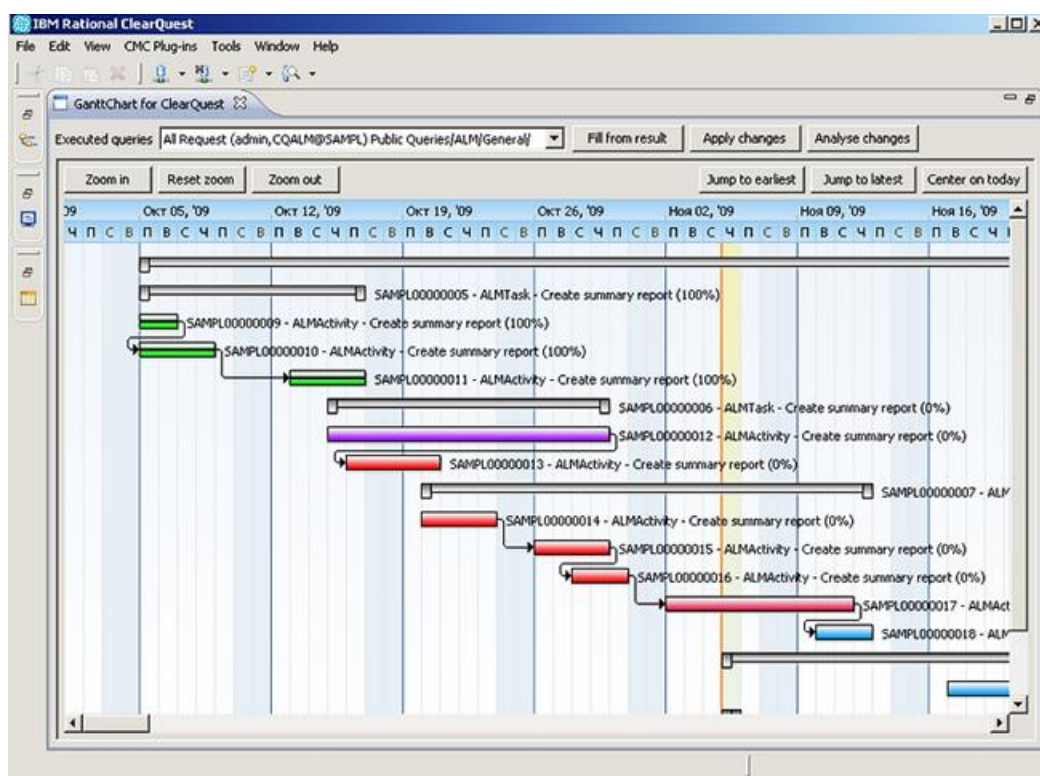 IBM Rational ClearQuest
File Edit View CMC Plug-ins Tools Window Help
GanttChart for ClearQuest
Executed queries All Request (admin,CQALM@SAMPL) Public Queries/ALM/General/ Fill from result Apply changes Analyse changes
Zoom in Reset zoom Zoom out Jump to earliest Jump to latest Center on today
09 Окт 05, '09 Окт 12, '09 Окт 19, '09 Окт 26, '09 Ноя 02, '09 Ноя 09, '09 Ноя 16, '09
Ч П С В П В С Ч П С В П В С Ч П С В П В С Ч П С В П В С Ч П С В П В С Ч П С В П В С Ч П С В П В С Ч
SAMPL00000005 - ALMTask - Create summary report (100%)
SAMPL00000009 - ALMActivity - Create summary report (100%)
SAMPL00000010 - ALMActivity - Create summary report (100%)
SAMPL00000011 - ALMActivity - Create summary report (100%)
SAMPL00000006 - ALMTask - Create summary report (0%)
SAMPL00000012 - ALMActivity - Create summary report (0%)
SAMPL00000013 - ALMActivity - Create summary report (0%)
SAMPL00000007 - ALM
SAMPL00000014 - ALMActivity - Create summary report (0%)
SAMPL00000015 - ALMActivity - Create summary report (0%)
SAMPL00000016 - ALMActivity - Create summary report (0%)
SAMPL00000017 - ALMAct
SAMPL00000018 - ALM